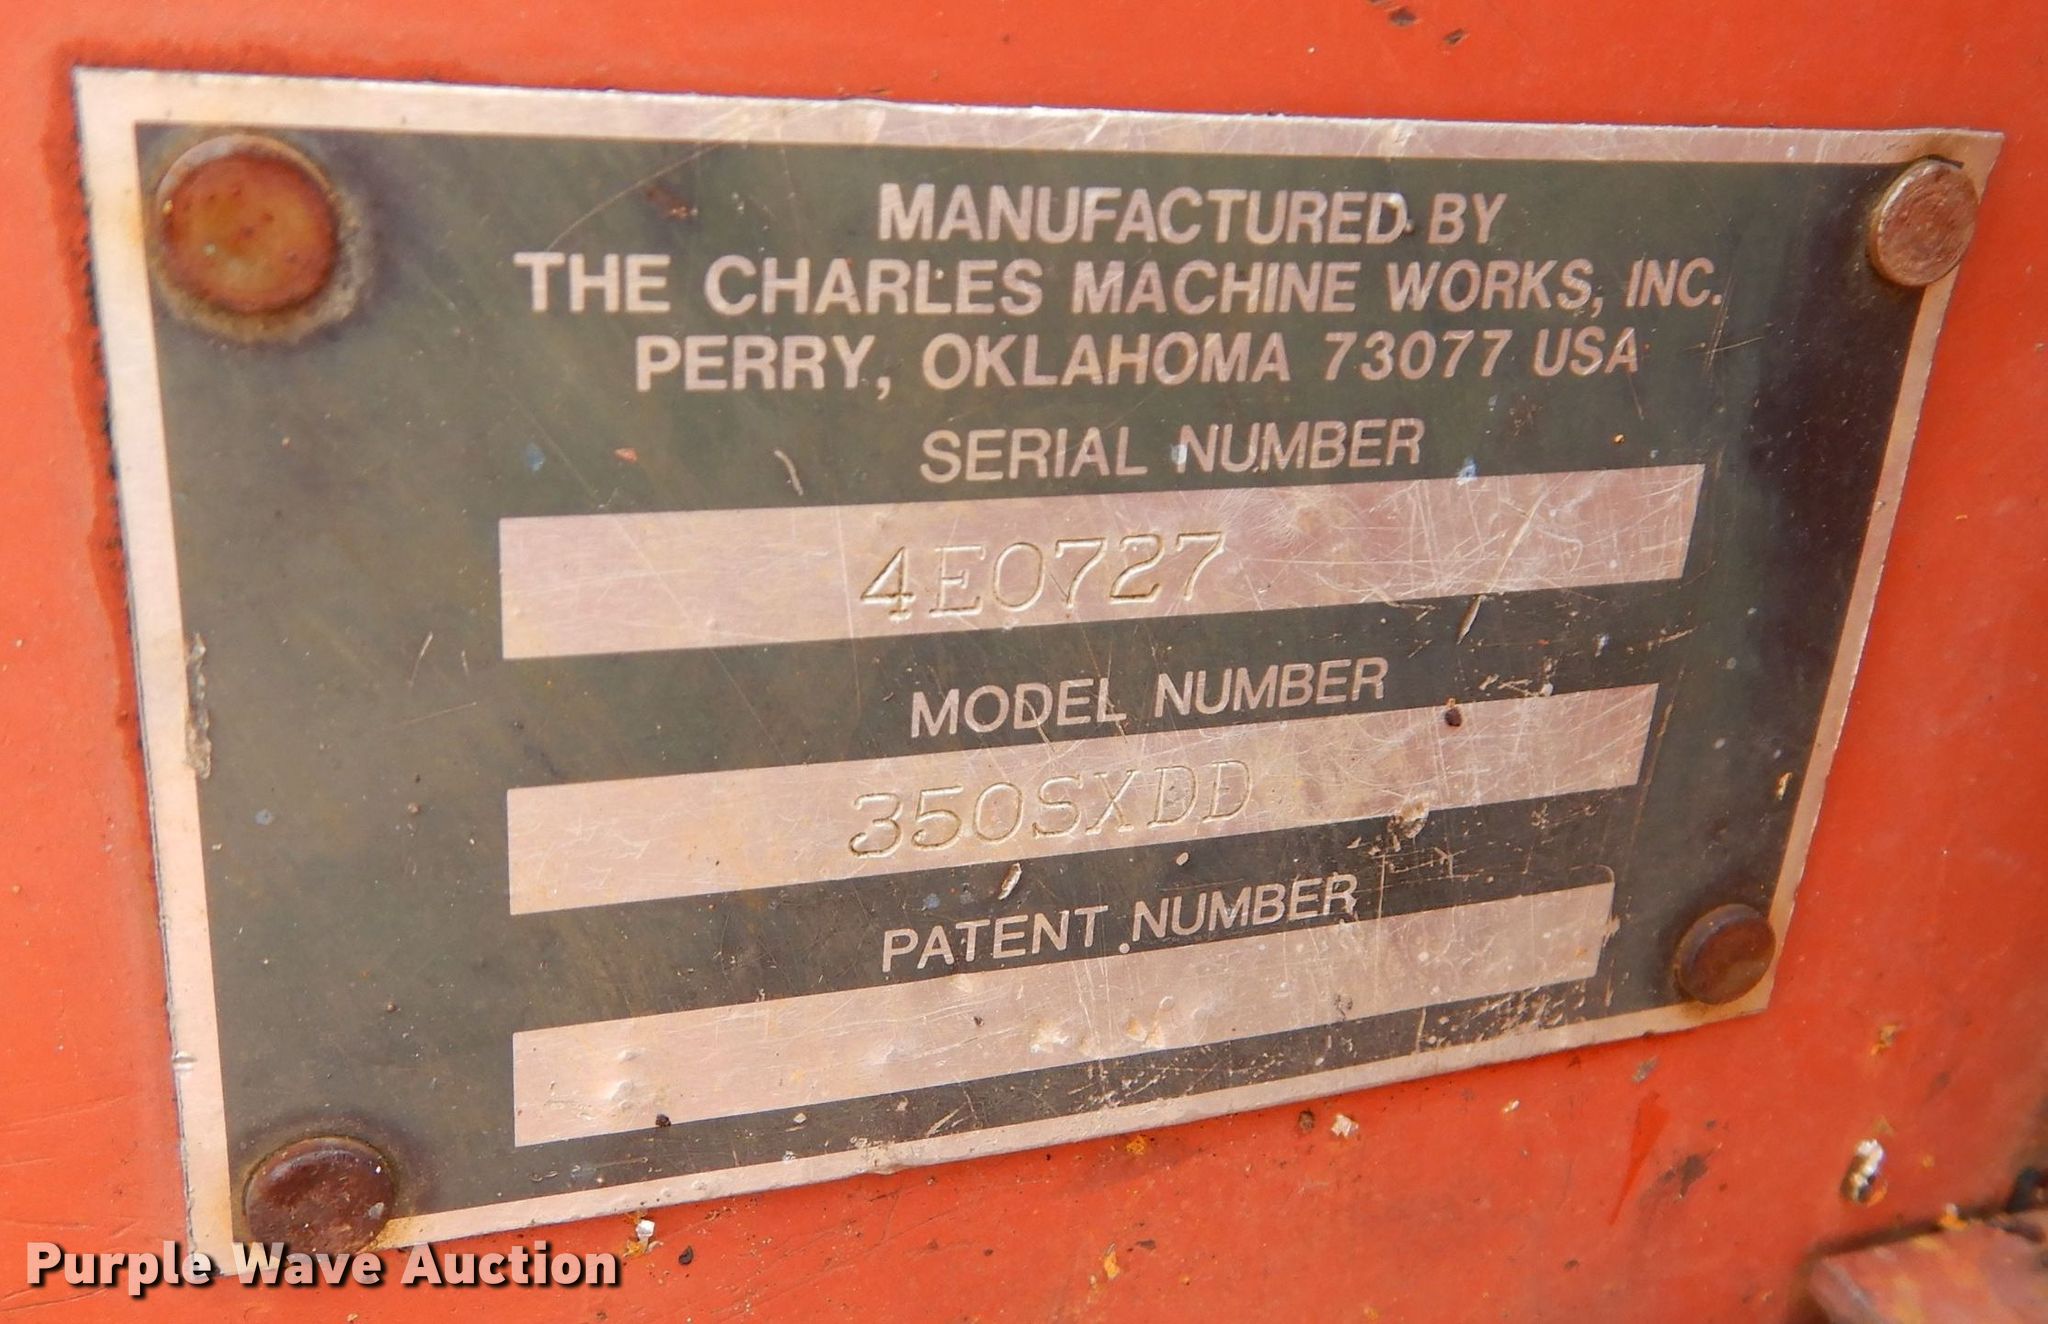 MANUFACTURED BY
THE CHARLES MACHINE WORKS, INC.
PERRY, OKLAHOMA 73077 USA
SERIAL NUMBER
4E0727
MODEL NUMBER
350SXDD
PATENT NUMBER
Purple Wave Auction